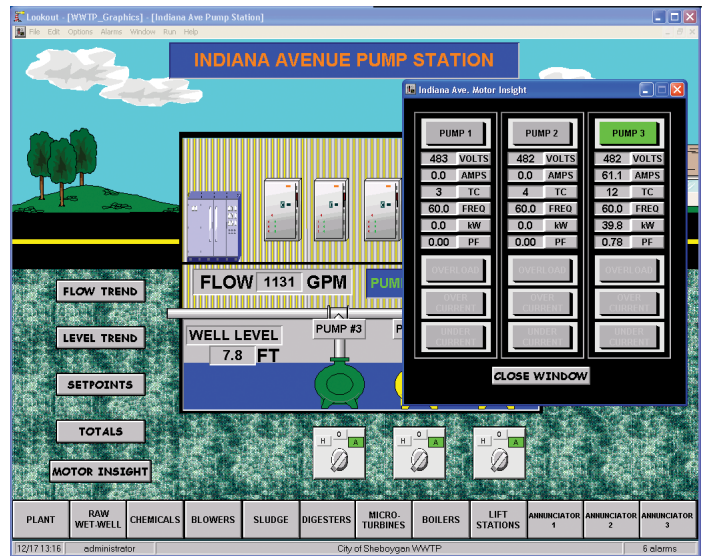 Lookout - [WWTP_Graphics] - [Indiana Ave Pump Station]
File Edit Options Alarms Window Run Help
INDIANA AVENUE PUMP STATION
Indiana Ave. Motor Insight
PUMP 1 PUMP 2 PUMP 3
483 VOLTS 482 VOLTS 482 VOLTS
0.0 AMPS 0.0 AMPS 61.1 AMPS
3 TC 4 TC 12 TC
60.0 FREQ 60.0 FREQ 60.0 FREQ
0.0 kW 0.0 kW 39.8 kW
0.00 PF 0.00 PF 0.78 PF
OVERLOAD OVERLOAD OVERLOAD
OVER CURRENT OVER CURRENT OVER CURRENT
UNDER CURRENT UNDER CURRENT UNDER CURRENT
CLOSE WINDOW
FLOW 1131 GPM
PUM
WELL LEVEL
7.8 FT
PUMP #3
P
FLOW TREND
LEVEL TREND
SETPOINTS
TOTALS
MOTOR INSIGHT
H 0 A H 0 A H 0 A
PLANT RAW WET-WELL CHEMICALS BLOWERS SLUDGE DIGESTERS MICRO-TURBINES BOILERS LIFT STATIONS ANNUNCIATOR 1 ANNUNCIATOR 2 ANNUNCIATOR 3
12/17 13:16 administrator City of Sheboygan WWTP 6 alarms